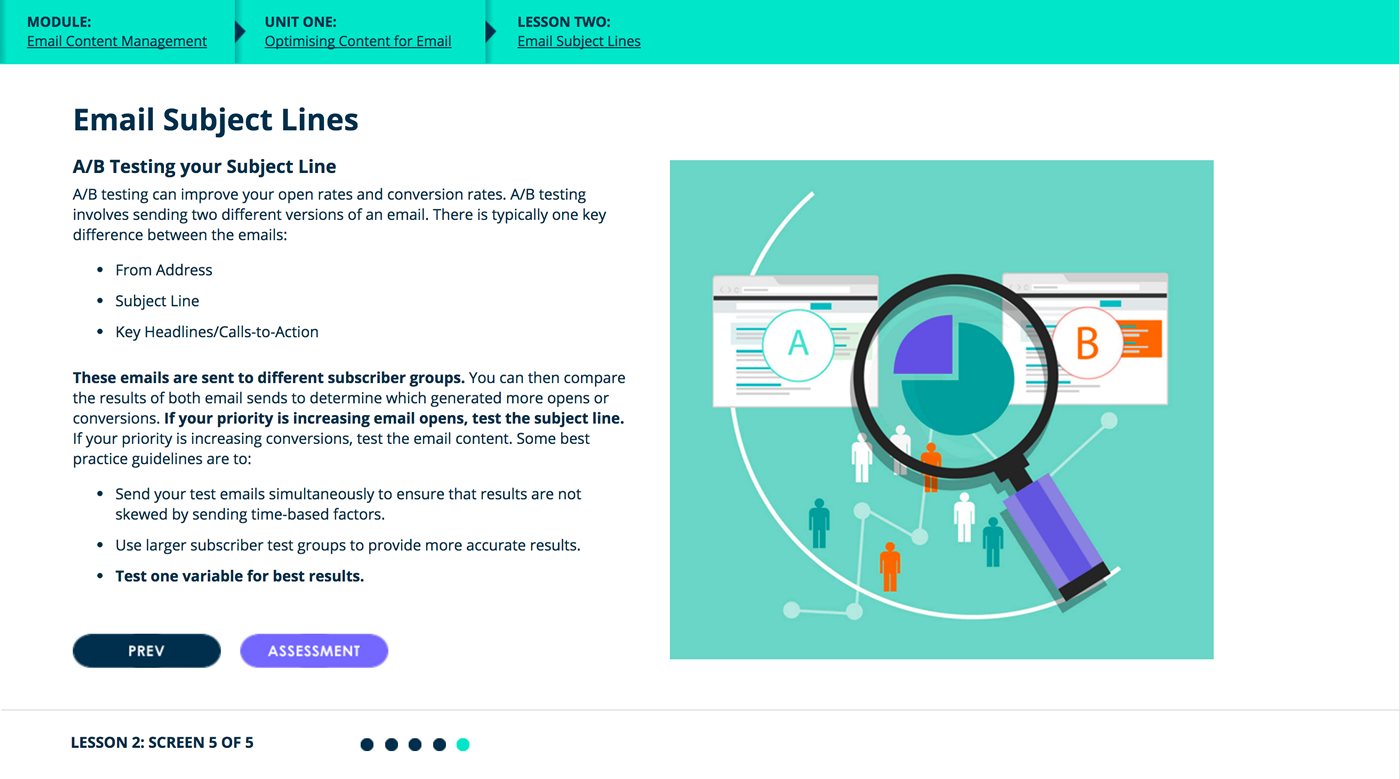 MODULE:
Email Content Management
UNIT ONE:
Optimising Content for Email
LESSON TWO:
Email Subject Lines
Email Subject Lines
A/B Testing your Subject Line
A/B testing can improve your open rates and conversion rates. A/B testing
involves sending two different versions of an email. There is typically one key
difference between the emails:
• From Address
• Subject Line
• Key Headlines/Calls-to-Action
These emails are sent to different subscriber groups. You can then compare
the results of both email sends to determine which generated more opens or
conversions. If your priority is increasing email opens, test the subject line.
If your priority is increasing conversions, test the email content. Some best
practice guidelines are to:
• Send your test emails simultaneously to ensure that results are not
skewed by sending time-based factors.
• Use larger subscriber test groups to provide more accurate results.
• Test one variable for best results.
A
B
PREV
ASSESSMENT
LESSON 2: SCREEN 5 OF 5